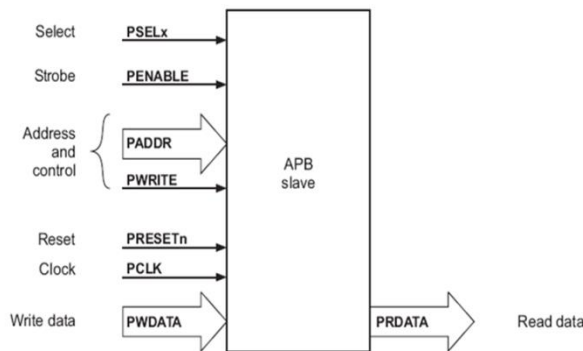 Select PSELx
Strobe PENABLE
Address
and
control
PADDR
PWRITE
APB
slave
Reset PRESETn
Clock PCLK
Write data PWDATA PRDATA Read data